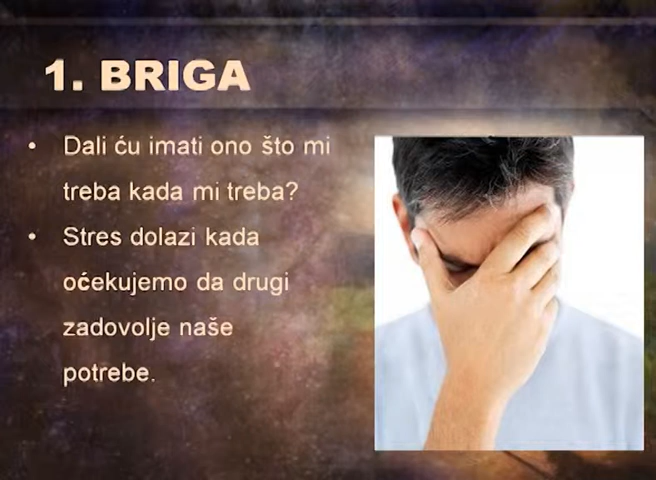 1. BRIGA
• Dali ću imati ono što mi
treba kada mi treba?
• Stres dolazi kada
oćekujemo da drugi
zadovolje naše
potrebe.